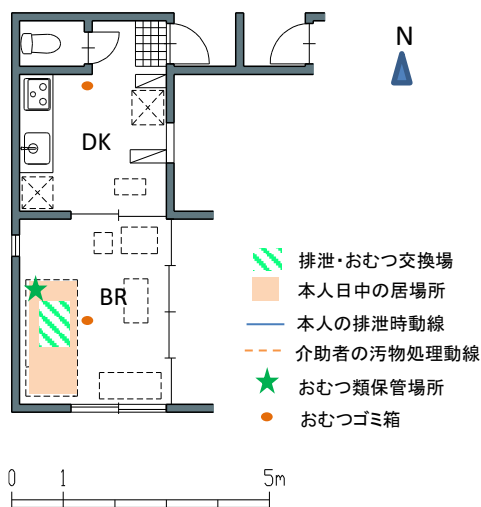 N
DK
BR
排泄・おむつ交換場
本人日中の居場所
本人の排泄時動線
介助者の汚物処理動線
おむつ類保管場所
おむつゴミ箱
0 1 5m